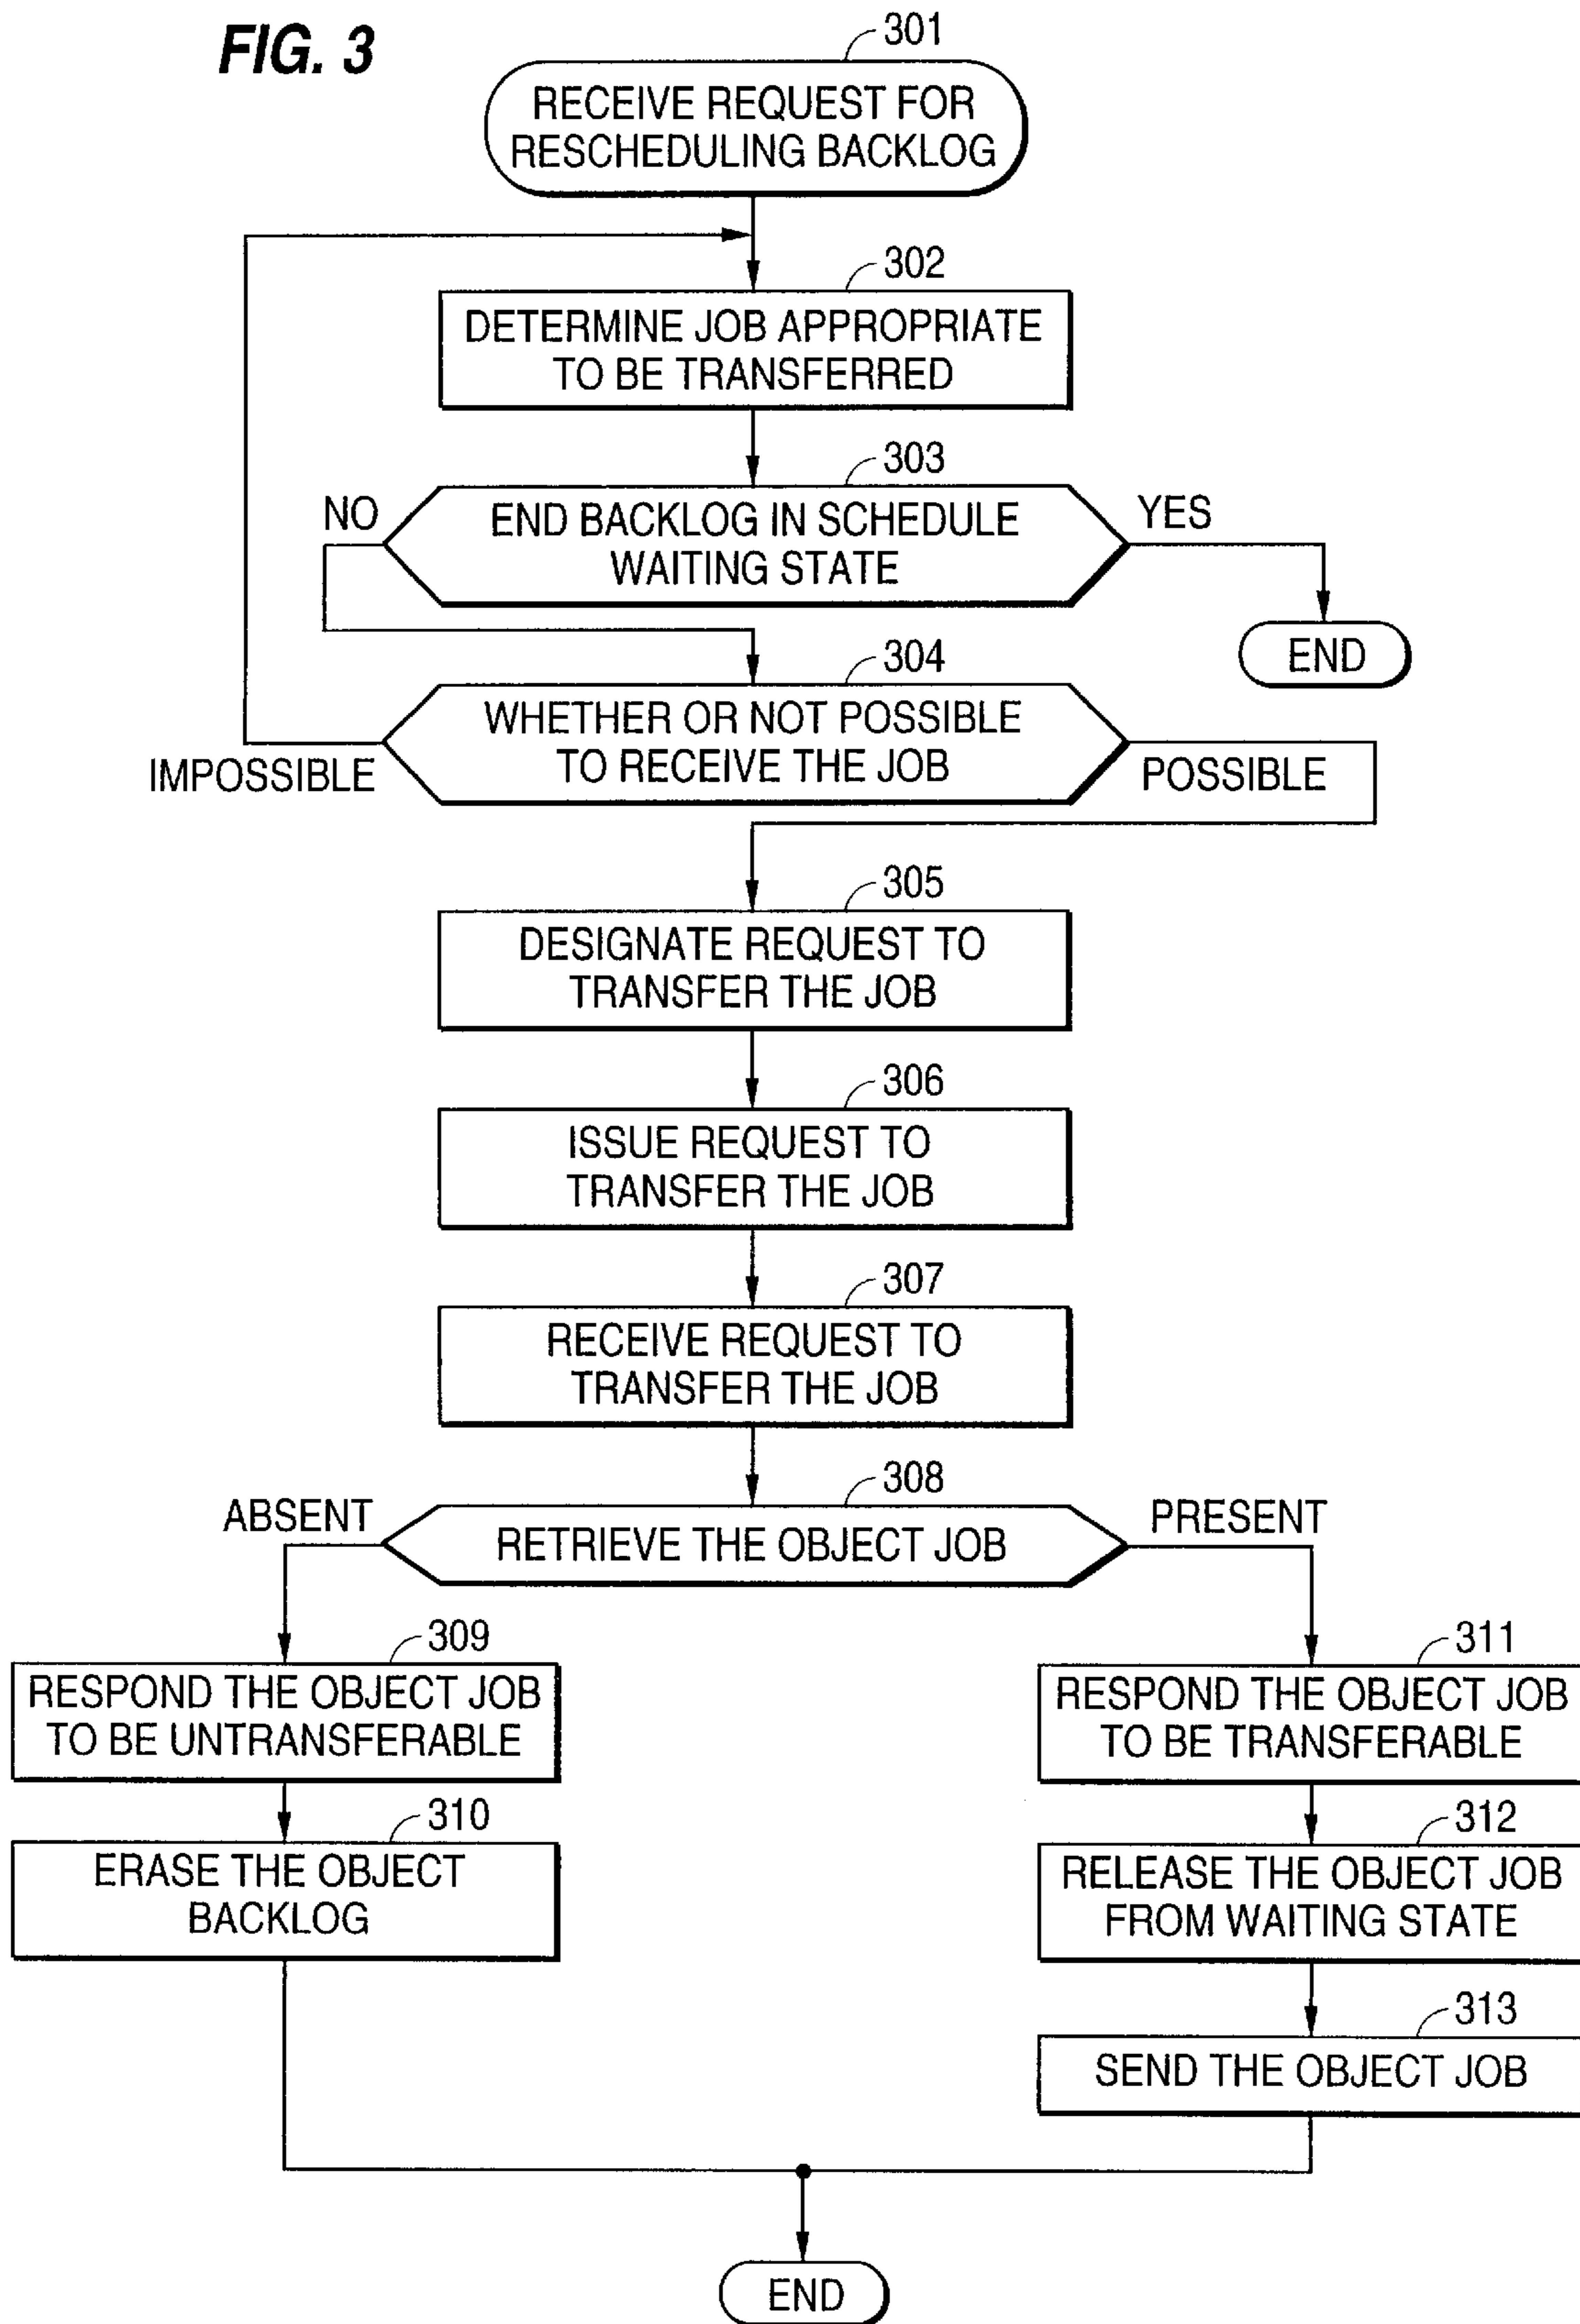 FIG. 3
301
RECEIVE REQUEST FOR
RESCHEDULING BACKLOG
302
DETERMINE JOB APPROPRIATE
TO BE TRANSFERRED
303
NO
END BACKLOG IN SCHEDULE
WAITING STATE
YES
END
304
WHETHER OR NOT POSSIBLE
TO RECEIVE THE JOB
IMPOSSIBLE
POSSIBLE
305
DESIGNATE REQUEST TO
TRANSFER THE JOB
306
ISSUE REQUEST TO
TRANSFER THE JOB
307
RECEIVE REQUEST TO
TRANSFER THE JOB
308
ABSENT
RETRIEVE THE OBJECT JOB
PRESENT
309
RESPOND THE OBJECT JOB
TO BE UNTRANSFERABLE
310
ERASE THE OBJECT
BACKLOG
311
RESPOND THE OBJECT JOB
TO BE TRANSFERABLE
312
RELEASE THE OBJECT JOB
FROM WAITING STATE
313
SEND THE OBJECT JOB
END